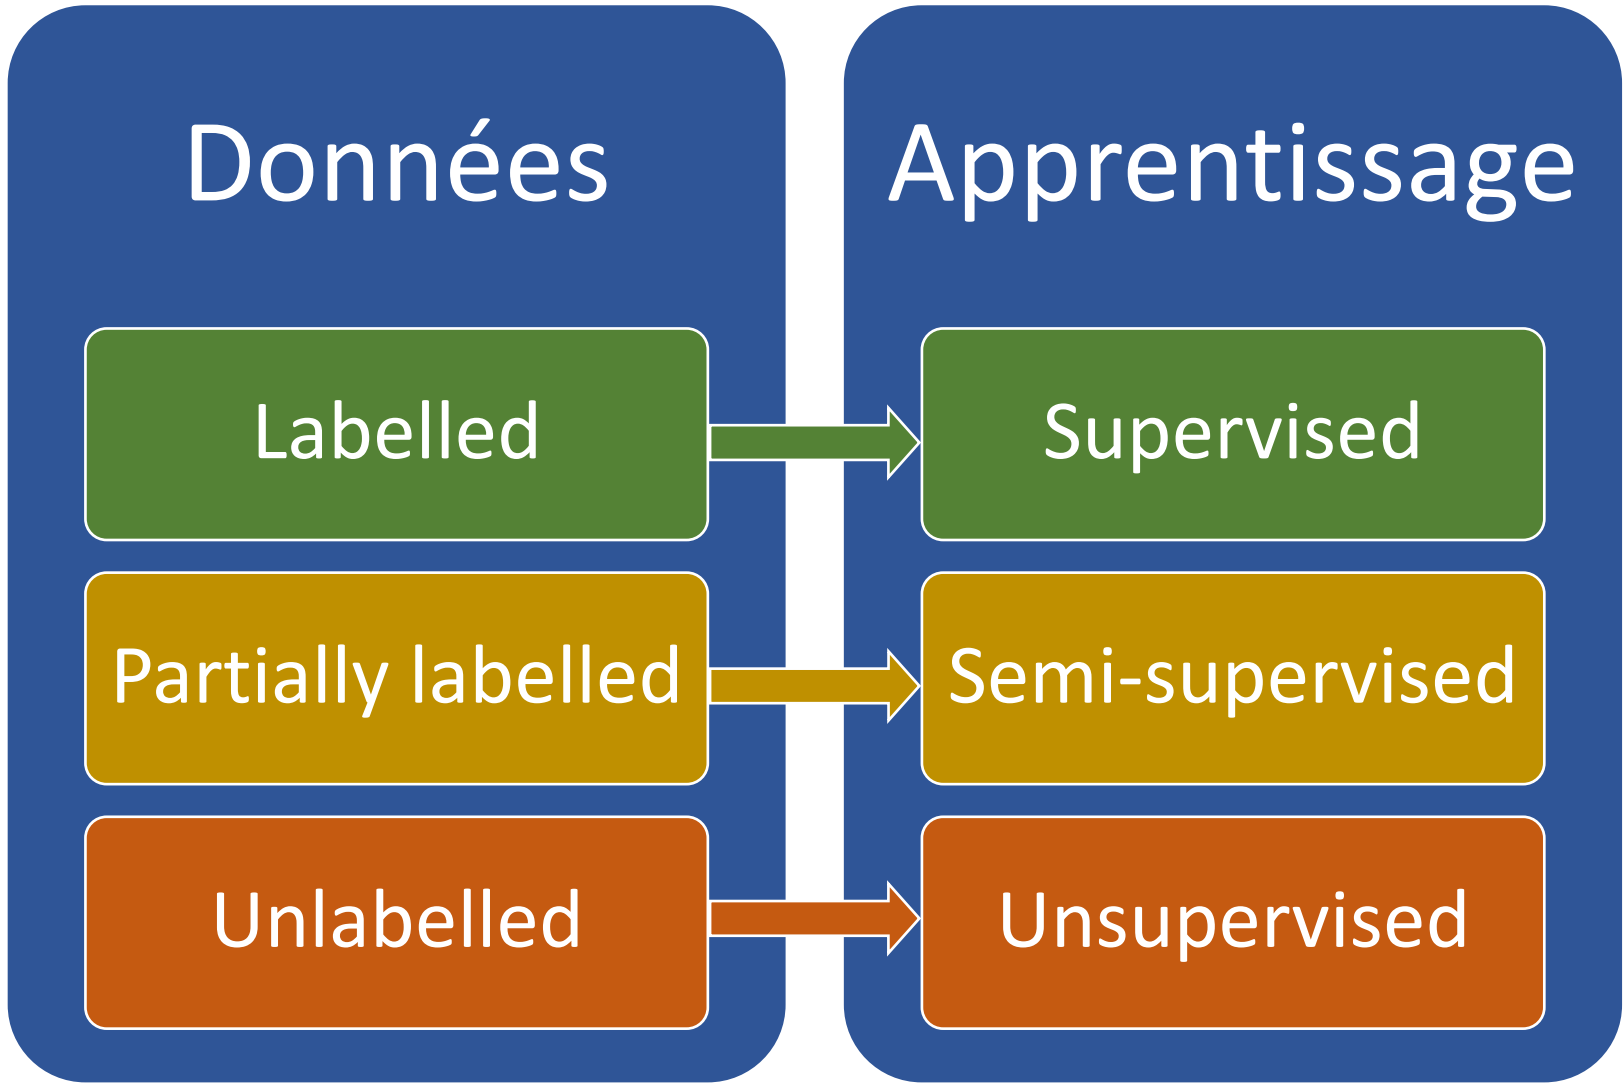 Données
Labelled
Partially labelled
Unlabelled
Apprentissage
Supervised
Semi-supervised
Unsupervised